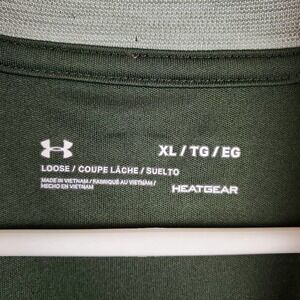 XL / TG / EG
LOOSE / COUPE LÂCHE / SUELTO
MADE IN VIETNAM / FABRIQUÉ AU VIETNAM /
HECHO EN VIETNAM
HEATGEAR